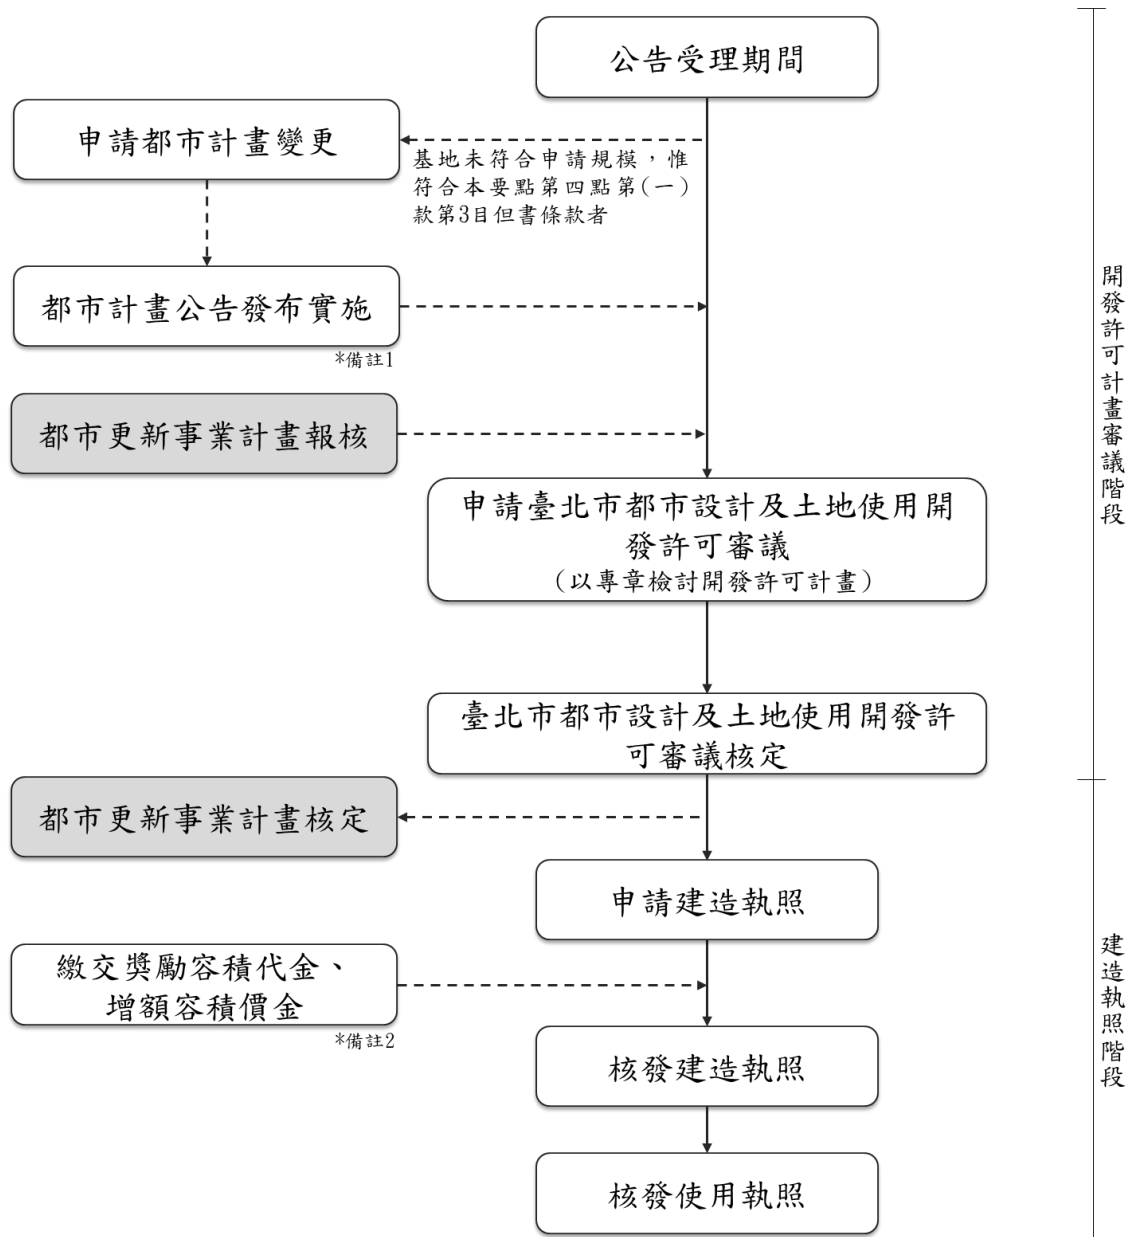 公告受理期間
申請都市計畫變更
基地未符合申請規模，惟
符合本要點第四點第(一)
款第3目但書條款者
都市計畫公告發布實施
*備註1
都市更新事業計畫報核
申請臺北市都市設計及土地使用開
發許可審議
(以專章檢討開發許可計畫)
臺北市都市設計及土地使用開發許
可審議核定
開發許可計畫審議階段
都市更新事業計畫核定
申請建造執照
繳交獎勵容積代金、
增額容積價金
*備註2
核發建造執照
核發使用執照
建造執照階段